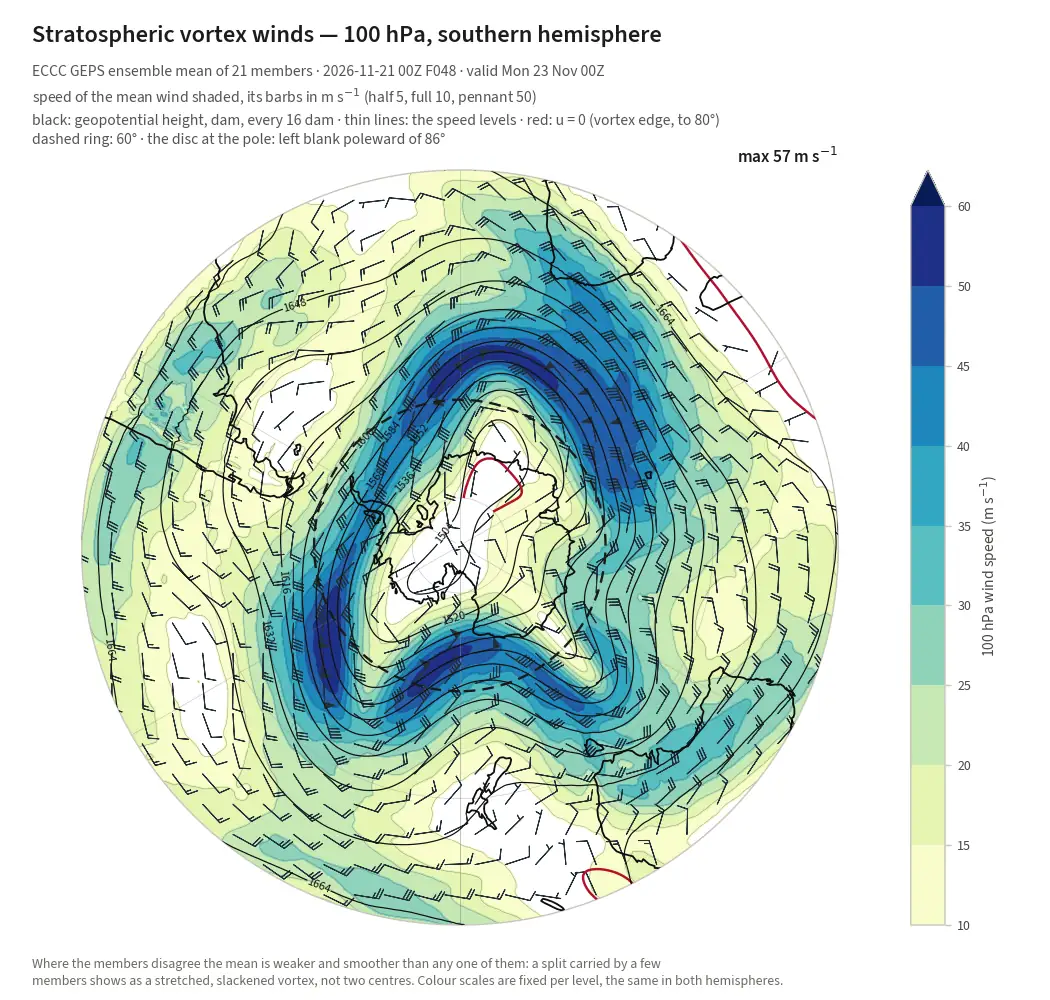 Stratospheric vortex winds — 100 hPa, southern hemisphere
ECCC GEPS ensemble mean of 21 members · 2026-11-21 00Z F048 · valid Mon 23 Nov 00Z
speed of the mean wind shaded, its barbs in m s⁻¹ (half 5, full 10, pennant 50)
black: geopotential height, dam, every 16 dam · thin lines: the speed levels · red: u = 0 (vortex edge, to 80°)
dashed ring: 60° · the disc at the pole: left blank poleward of 86°
max 57 m s⁻¹
60
50
45
40
35
30
25
20
15
10
100 hPa wind speed (m s⁻¹)
1648
1664
1584
1552
1536
1616
1632
1520
1664
1664
Where the members disagree the mean is weaker and smoother than any one of them: a split carried by a few
members shows as a stretched, slackened vortex, not two centres. Colour scales are fixed per level, the same in both hemispheres.